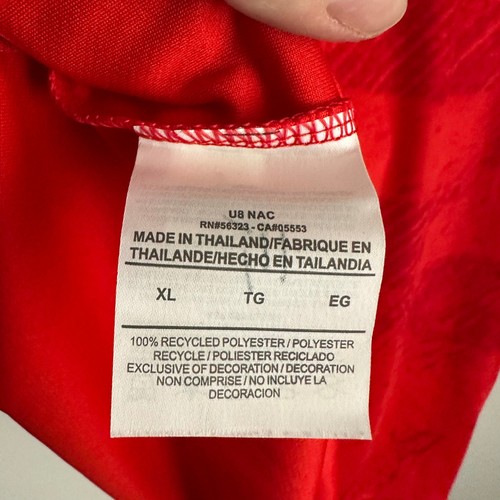 U8 NAC
RN#56323 - CA#05553
MADE IN THAILAND/FABRIQUE EN
THAILANDE/HECHO EN TAILANDIA
XL TG EG
100% RECYCLED POLYESTER / POLYESTER
RECYCLE / POLIESTER RECICLADO
EXCLUSIVE OF DECORATION / DECORATION
NON COMPRISE / NO INCLUYE LA
DECORACION